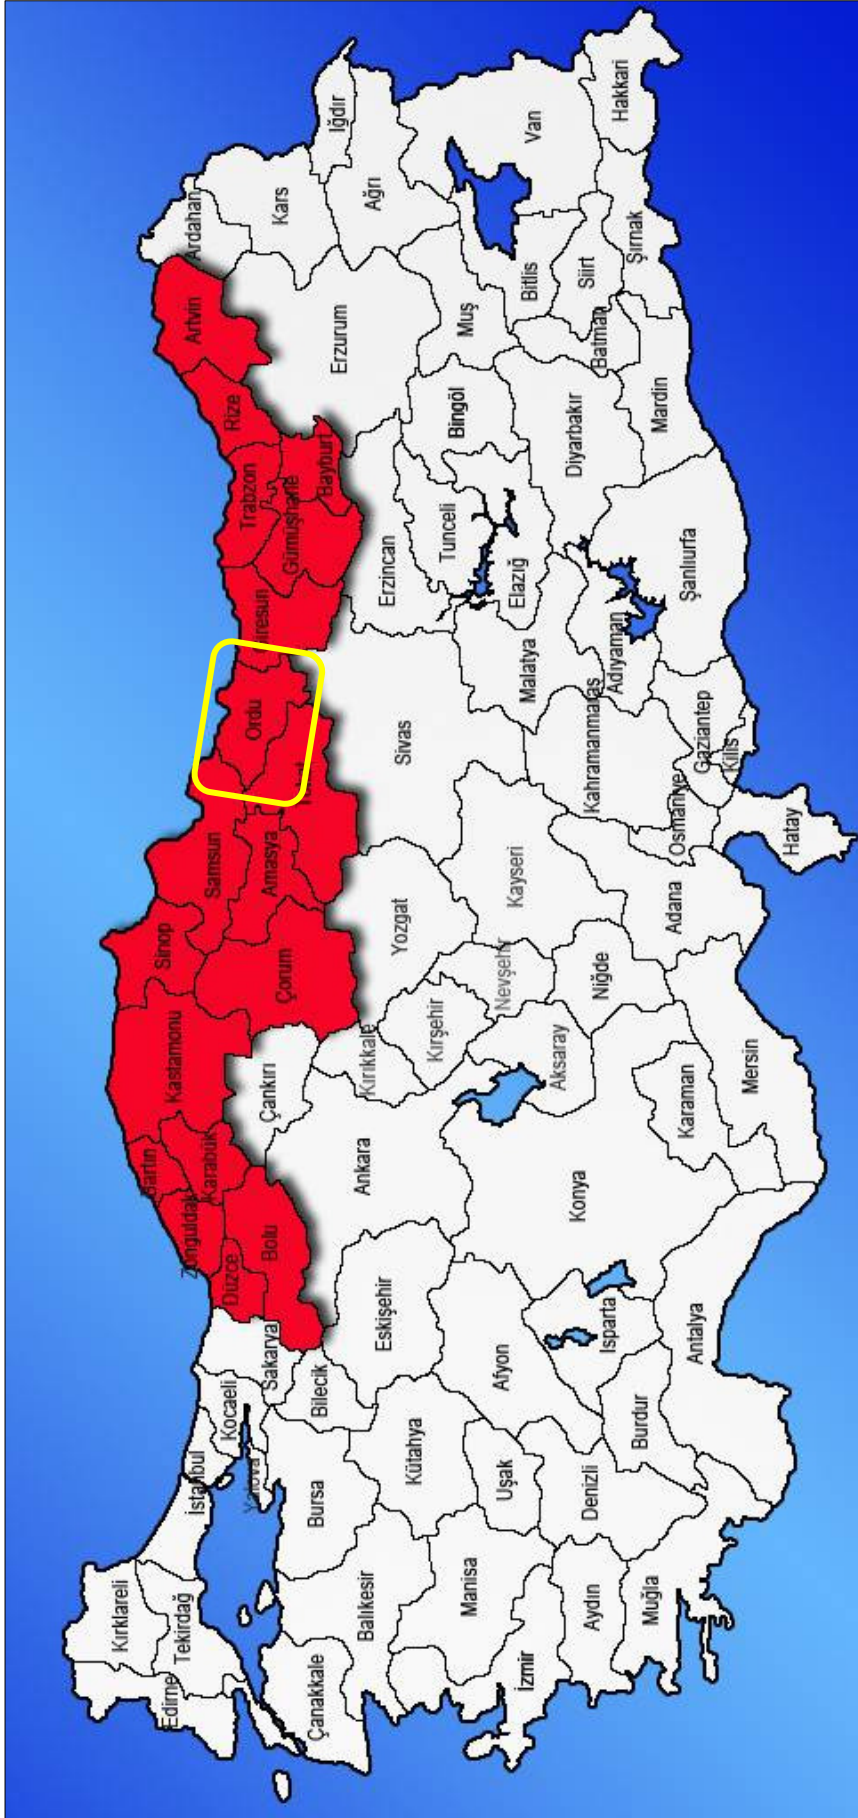 Kırklareli
Edirne
Tekirdağ
İstanbul
Kocaeli
Yalova
Sakarya
Düzce
Zonguldak
Bartın
Karabük
Bolu
Kastamonu
Sinop
Çankırı
Çorum
Samsun
Amasya
Ordu
Giresun
Trabzon
Gümüşhane
Bayburt
Rize
Artvin
Ardahan
Kars
Iğdır
Ağrı
Erzurum
Erzincan
Sivas
Yozgat
Kırıkkale
Kırşehir
Ankara
Eskişehir
Bilecik
Bursa
Balıkesir
Çanakkale
Manisa
Kütahya
Uşak
Afyon
İzmir
Aydın
Denizli
Muğla
Burdur
Isparta
Antalya
Konya
Karaman
Mersin
Aksaray
Nevşehir
Niğde
Kayseri
Adana
Kahramanmaraş
Osmaniye
Hatay
Gaziantep
Kilis
Malatya
Adıyaman
Şanlıurfa
Elazığ
Tunceli
Bingöl
Diyarbakır
Mardin
Muş
Batman
Bitlis
Siirt
Şırnak
Van
Hakkari